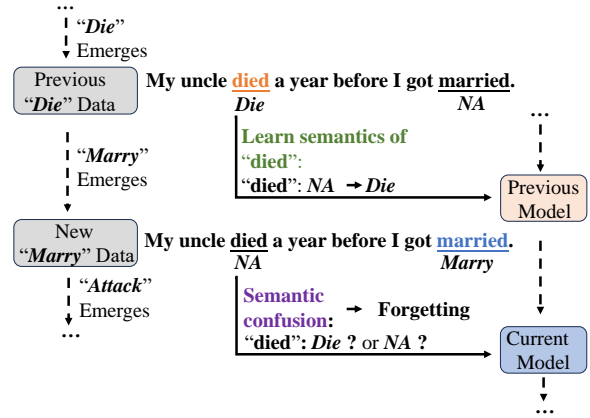 ...
“Die”
Emerges
Previous
“Die” Data
My uncle died a year before I got married.
Die
NA
Learn semantics of
“died”:
“died”: NA → Die
...
Previous
Model
“Marry”
Emerges
New
“Marry” Data
My uncle died a year before I got married.
NA
Marry
Semantic
confusion:
→ Forgetting
“died”: Die ? or NA ?
Current
Model
“Attack”
Emerges
...
...